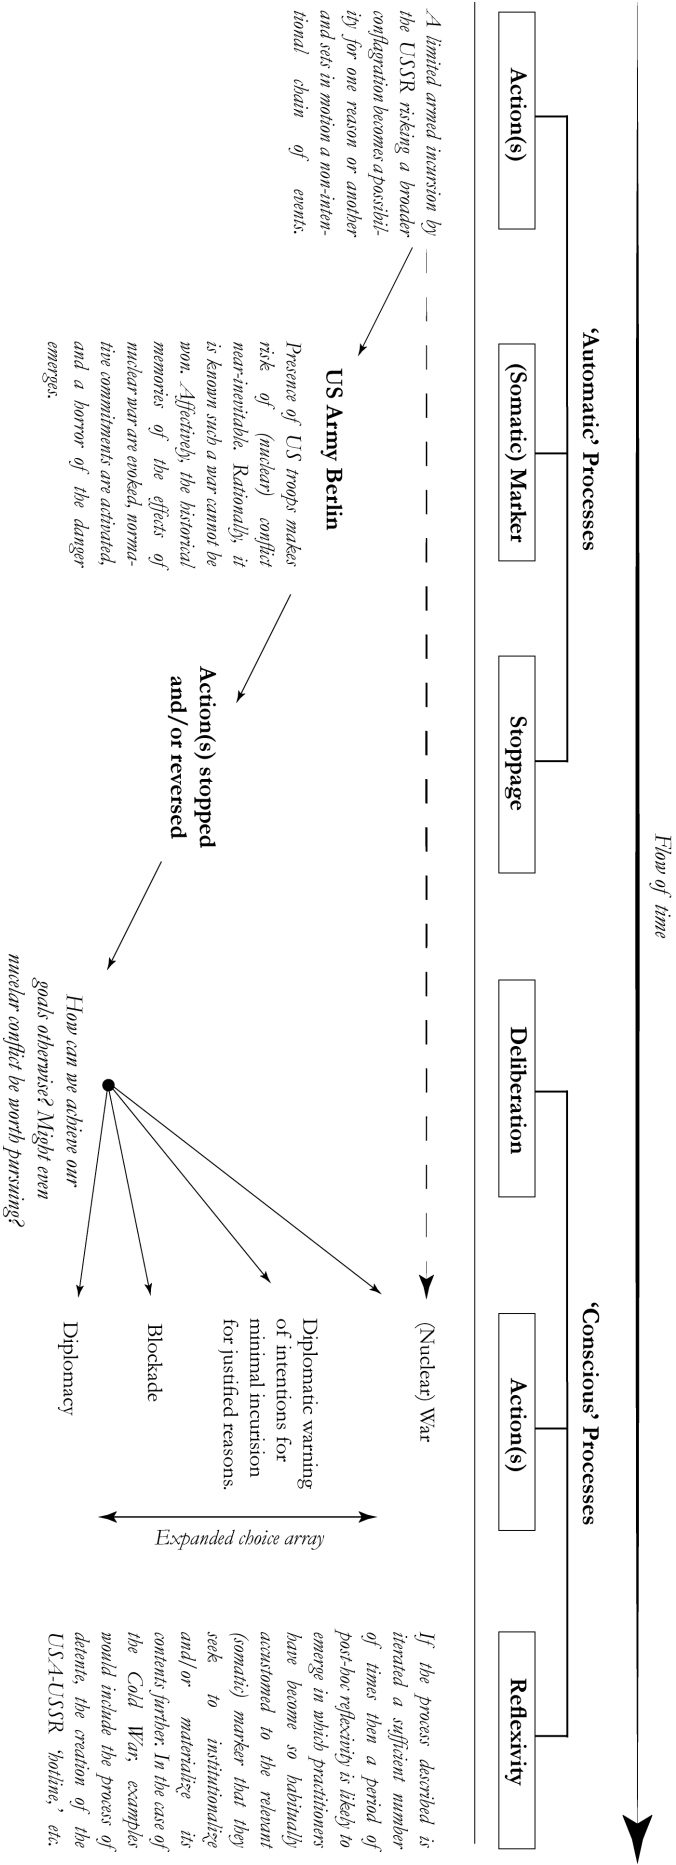 Flow of time
'Automatic' Processes
'Conscious' Processes
Action(s)
(Somatic) Marker
Stoppage
Deliberation
Action(s)
Reflexivity
A limited armed incursion by
the USSR risking a broader
conflagration becomes a possibil-
ity for one reason or another
and sets in motion a non-inten-
tional chain of events.
US Army Berlin
Presence of US troops makes
risk of (nuclear) conflict
near-inevitable. Rationally, it
is known such a war cannot be
won. Affectively, the historical
memories of the effects of
nuclear war are evoked, norma-
tive commitments are activated,
and a horror of the danger
emerges.
Action(s) stopped
and/or reversed
How can we achieve our
goals otherwise? Might even
nucelar conflict be worth pursuing?
(Nuclear) War
Diplomatic warning
of intentions for
minimal incurision
for justified reasons.
Blockade
Diplomacy
Expanded choice array
If the process described is
iterated a sufficient number
of times then a period of
post-hoc reflexivity is likely to
emerge in which practitioners
have become so habitually
accustomed to the relevant
(somatic) marker that they
seek to institutionalize
and/or materialize its
contents further. In the case of
the Cold War, examples
would include the process of
detente, the creation of the
USA-USSR 'hotline,' etc.